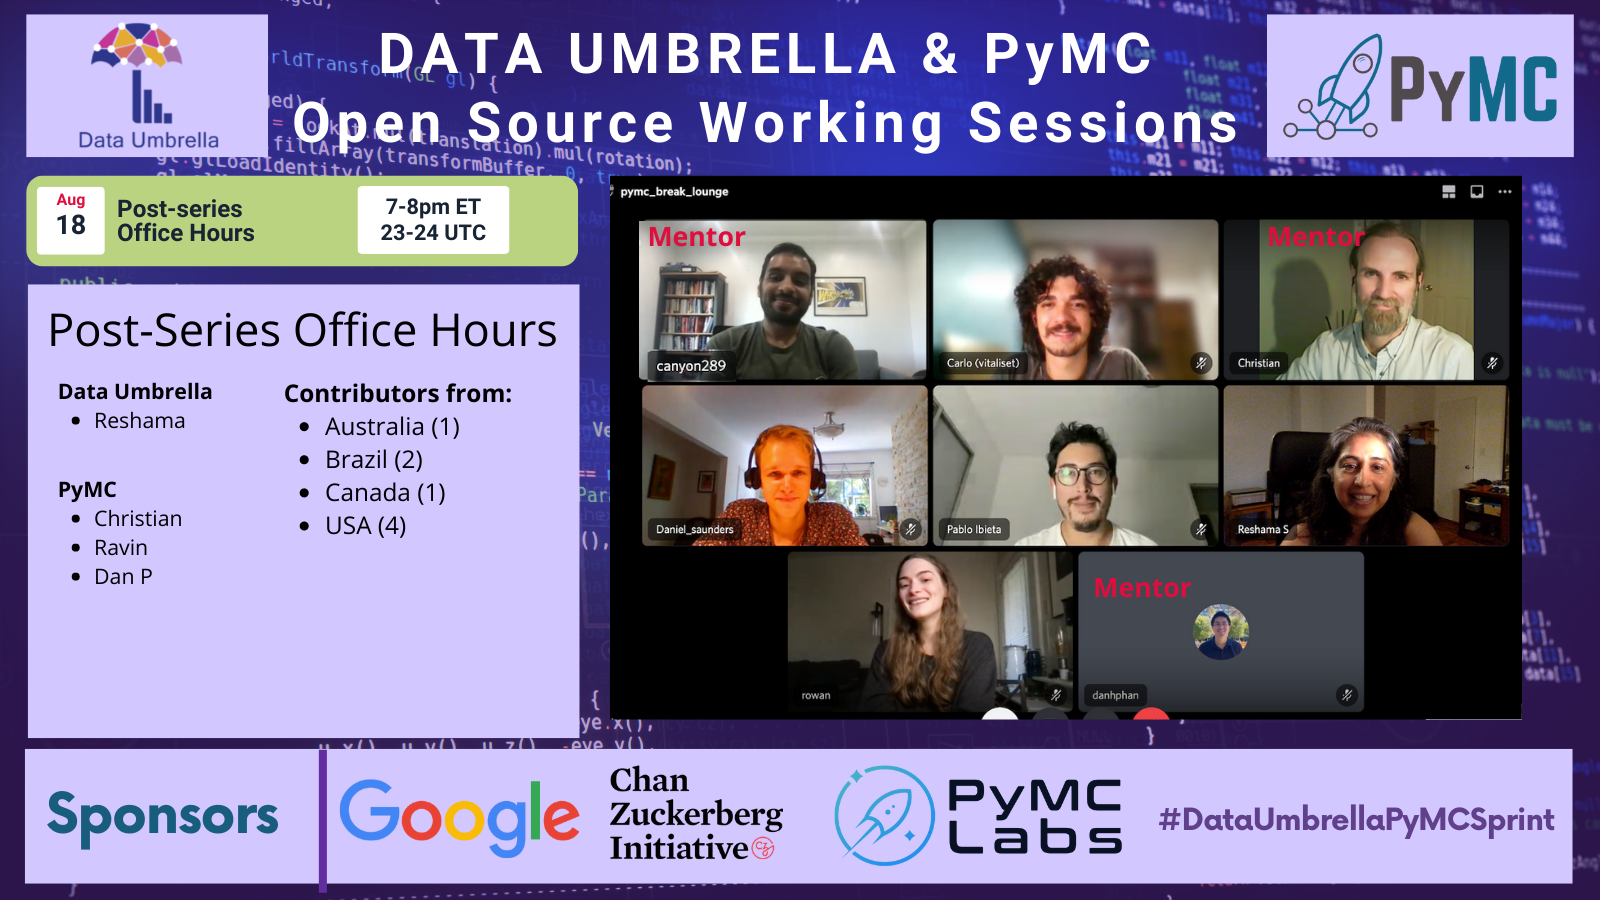 DATA UMBRELLA & PyMC
Open Source Working Sessions
Data Umbrella
PyMC
Aug
18
Post-series
Office Hours
7-8pm ET
23-24 UTC
Post-Series Office Hours
Data Umbrella
• Reshama
PyMC
• Christian
• Ravin
• Dan P
Contributors from:
• Australia (1)
• Brazil (2)
• Canada (1)
• USA (4)
pymc_break_lounge
Mentor
canyon289
Carlo (vitaliset)
Mentor
Christian
Daniel_saunders
Pablo Ibieta
Reshama S
rowan
Mentor
danhphan
Sponsors
Google
Chan
Zuckerberg
Initiative
PyMC
Labs
#DataUmbrellaPyMCSprint